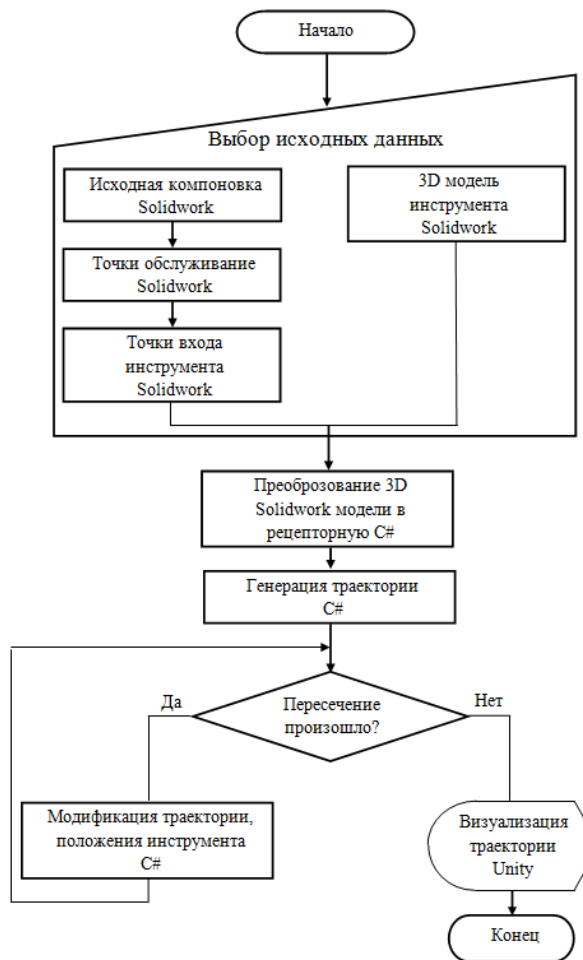 Начало
Выбор исходных данных
Исходная компоновка
Solidwork
Точки обслуживание
Solidwork
Точки входа
инструмента
Solidwork
3D модель
инструмента
Solidwork
Преоброзование 3D
Solidwork модели в
рецепторную C#
Генерация траектории
C#
Пересечение
произошло?
Да
Нет
Модификация траектории,
положения инструмента
C#
Визуализация
траектории
Unity
Конец